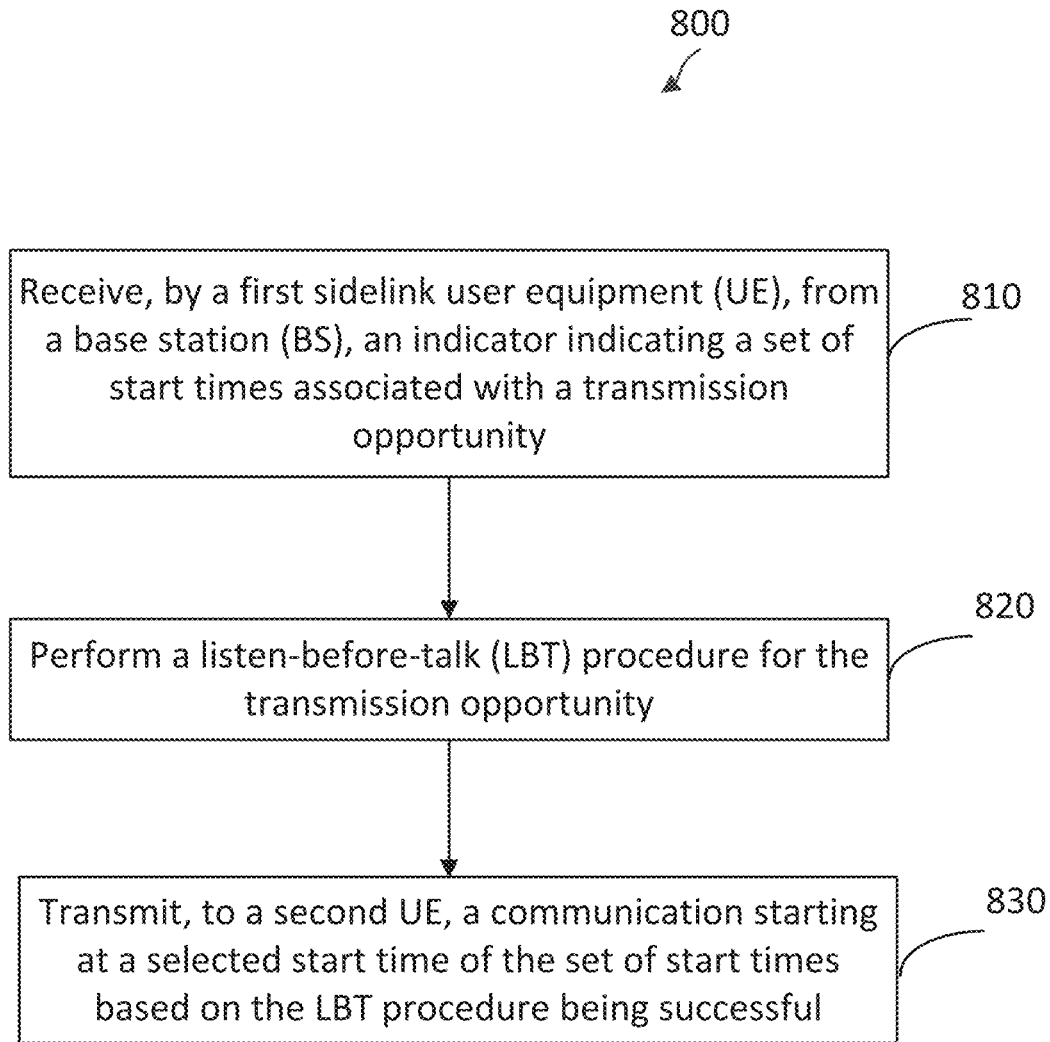 800
Receive, by a first sidelink user equipment (UE), from
a base station (BS), an indicator indicating a set of
start times associated with a transmission
opportunity
810
Perform a listen-before-talk (LBT) procedure for the
transmission opportunity
820
Transmit, to a second UE, a communication starting
at a selected start time of the set of start times
based on the LBT procedure being successful
830